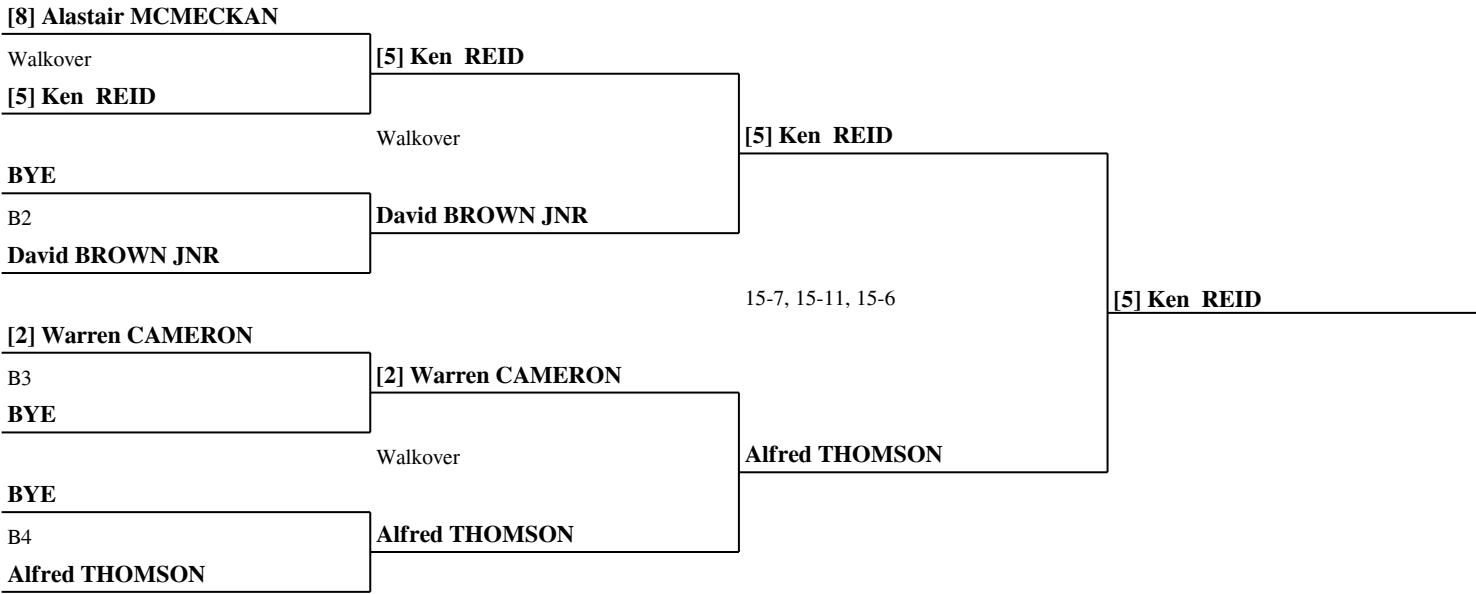 [8] Alastair MCMECKAN
Walkover
[5] Ken  REID
[5] Ken  REID
Walkover
[5] Ken  REID
BYE
B2
David BROWN JNR
David BROWN JNR
15-7, 15-11, 15-6
[5] Ken  REID
[2] Warren CAMERON
B3
[2] Warren CAMERON
BYE
Walkover
Alfred THOMSON
BYE
B4
Alfred THOMSON
Alfred THOMSON